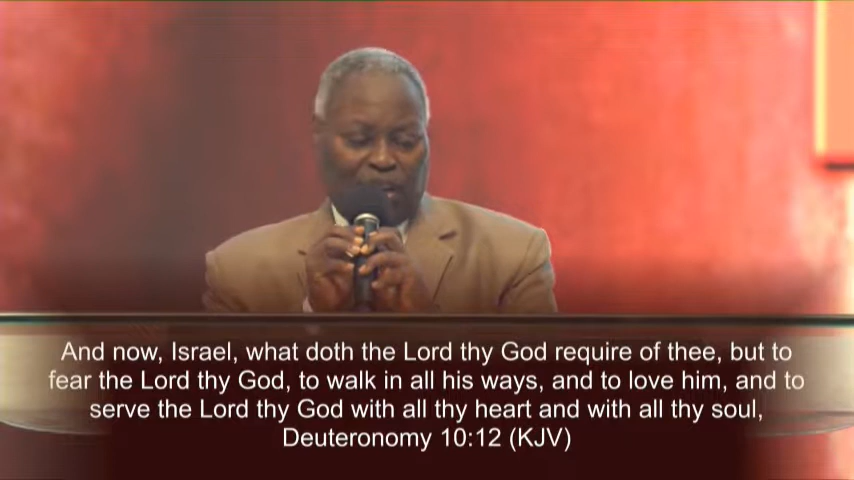 And now, Israel, what doth the Lord thy God require of thee, but to
fear the Lord thy God, to walk in all his ways, and to love him, and to
serve the Lord thy God with all thy heart and with all thy soul,
Deuteronomy 10:12 (KJV)